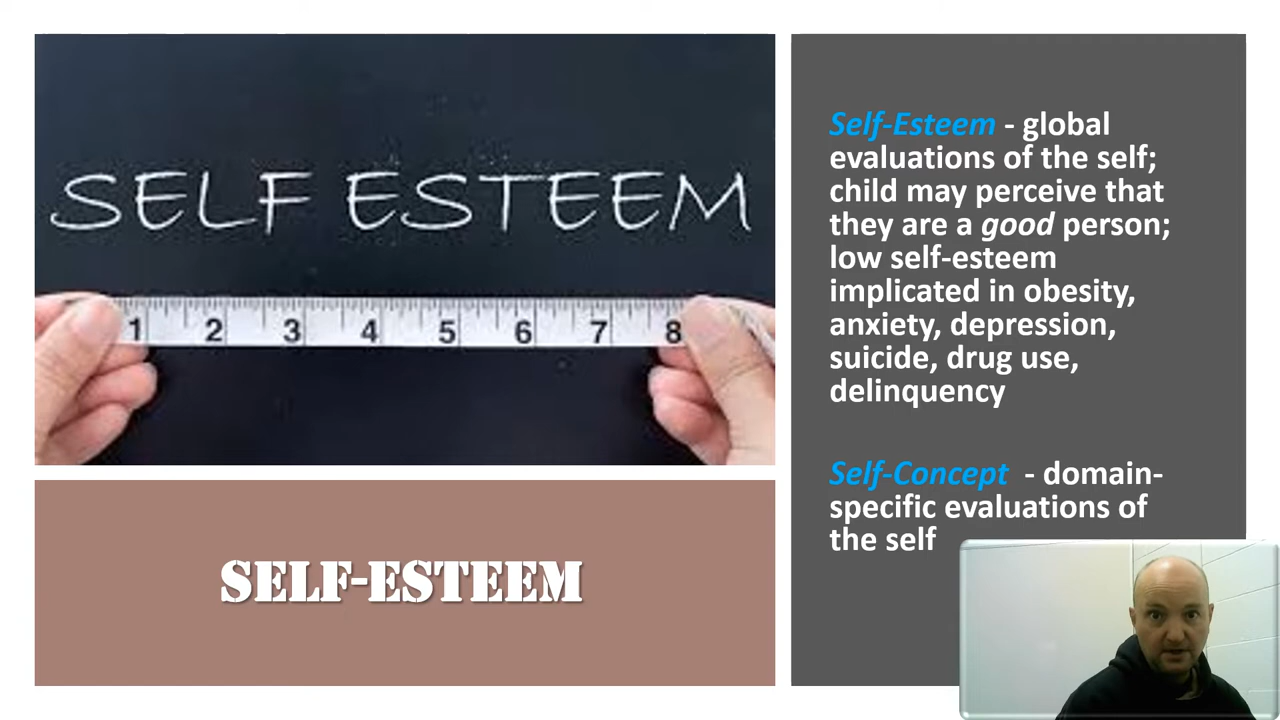 SELF ESTEEM
1 2 3 4 5 6 7 8
SELF-ESTEEM
Self-Esteem - global
evaluations of the self;
child may perceive that
they are a good person;
low self-esteem
implicated in obesity,
anxiety, depression,
suicide, drug use,
delinquency
Self-Concept - domain-
specific evaluations of
the self